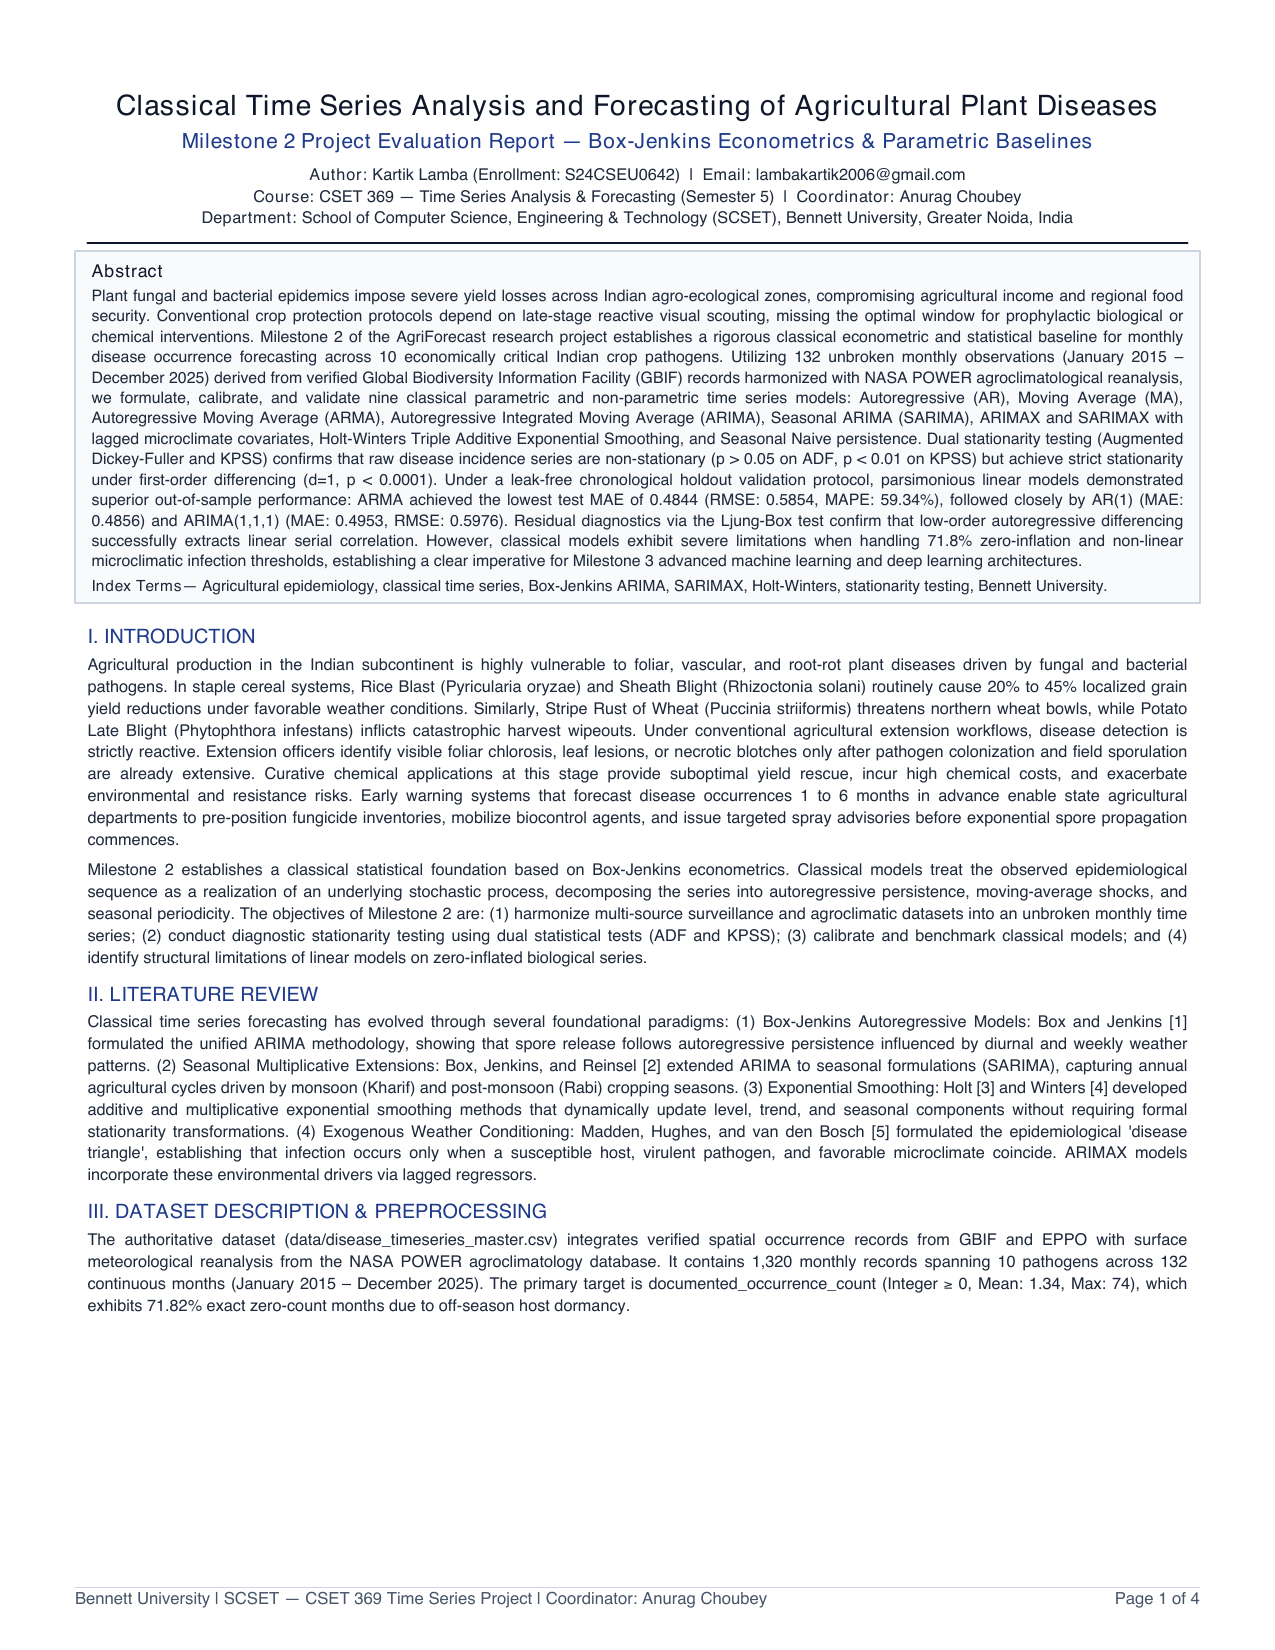 Classical Time Series Analysis and Forecasting of Agricultural Plant Diseases
Milestone 2 Project Evaluation Report — Box-Jenkins Econometrics & Parametric Baselines
Author: Kartik Lamba (Enrollment: S24CSEU0642) | Email: lambakartik2006@gmail.com
Course: CSET 369 — Time Series Analysis & Forecasting (Semester 5) | Coordinator: Anurag Choubey
Department: School of Computer Science, Engineering & Technology (SCSET), Bennett University, Greater Noida, India
Abstract
Plant fungal and bacterial epidemics impose severe yield losses across Indian agro-ecological zones, compromising agricultural income and regional food
security. Conventional crop protection protocols depend on late-stage reactive visual scouting, missing the optimal window for prophylactic biological or
chemical interventions. Milestone 2 of the AgriForecast research project establishes a rigorous classical econometric and statistical baseline for monthly
disease occurrence forecasting across 10 economically critical Indian crop pathogens. Utilizing 132 unbroken monthly observations (January 2015 –
December 2025) derived from verified Global Biodiversity Information Facility (GBIF) records harmonized with NASA POWER agroclimatological reanalysis,
we formulate, calibrate, and validate nine classical parametric and non-parametric time series models: Autoregressive (AR), Moving Average (MA),
Autoregressive Moving Average (ARMA), Autoregressive Integrated Moving Average (ARIMA), Seasonal ARIMA (SARIMA), ARIMAX and SARIMAX with
lagged microclimate covariates, Holt-Winters Triple Additive Exponential Smoothing, and Seasonal Naive persistence. Dual stationarity testing (Augmented
Dickey-Fuller and KPSS) confirms that raw disease incidence series are non-stationary (p > 0.05 on ADF, p < 0.01 on KPSS) but achieve strict stationarity
under first-order differencing (d=1, p < 0.0001). Under a leak-free chronological holdout validation protocol, parsimonious linear models demonstrated
superior out-of-sample performance: ARMA achieved the lowest test MAE of 0.4844 (RMSE: 0.5854, MAPE: 59.34%), followed closely by AR(1) (MAE:
0.4856) and ARIMA(1,1,1) (MAE: 0.4953, RMSE: 0.5976). Residual diagnostics via the Ljung-Box test confirm that low-order autoregressive differencing
successfully extracts linear serial correlation. However, classical models exhibit severe limitations when handling 71.8% zero-inflation and non-linear
microclimatic infection thresholds, establishing a clear imperative for Milestone 3 advanced machine learning and deep learning architectures.
Index Terms— Agricultural epidemiology, classical time series, Box-Jenkins ARIMA, SARIMAX, Holt-Winters, stationarity testing, Bennett University.
I. INTRODUCTION
Agricultural production in the Indian subcontinent is highly vulnerable to foliar, vascular, and root-rot plant diseases driven by fungal and bacterial
pathogens. In staple cereal systems, Rice Blast (Pyricularia oryzae) and Sheath Blight (Rhizoctonia solani) routinely cause 20% to 45% localized grain
yield reductions under favorable weather conditions. Similarly, Stripe Rust of Wheat (Puccinia striiformis) threatens northern wheat bowls, while Potato
Late Blight (Phytophthora infestans) inflicts catastrophic harvest wipeouts. Under conventional agricultural extension workflows, disease detection is
strictly reactive. Extension officers identify visible foliar chlorosis, leaf lesions, or necrotic blotches only after pathogen colonization and field sporulation
are already extensive. Curative chemical applications at this stage provide suboptimal yield rescue, incur high chemical costs, and exacerbate
environmental and resistance risks. Early warning systems that forecast disease occurrences 1 to 6 months in advance enable state agricultural
departments to pre-position fungicide inventories, mobilize biocontrol agents, and issue targeted spray advisories before exponential spore propagation
commences.
Milestone 2 establishes a classical statistical foundation based on Box-Jenkins econometrics. Classical models treat the observed epidemiological
sequence as a realization of an underlying stochastic process, decomposing the series into autoregressive persistence, moving-average shocks, and
seasonal periodicity. The objectives of Milestone 2 are: (1) harmonize multi-source surveillance and agroclimatic datasets into an unbroken monthly time
series; (2) conduct diagnostic stationarity testing using dual statistical tests (ADF and KPSS); (3) calibrate and benchmark classical models; and (4)
identify structural limitations of linear models on zero-inflated biological series.
II. LITERATURE REVIEW
Classical time series forecasting has evolved through several foundational paradigms: (1) Box-Jenkins Autoregressive Models: Box and Jenkins [1]
formulated the unified ARIMA methodology, showing that spore release follows autoregressive persistence influenced by diurnal and weekly weather
patterns. (2) Seasonal Multiplicative Extensions: Box, Jenkins, and Reinsel [2] extended ARIMA to seasonal formulations (SARIMA), capturing annual
agricultural cycles driven by monsoon (Kharif) and post-monsoon (Rabi) cropping seasons. (3) Exponential Smoothing: Holt [3] and Winters [4] developed
additive and multiplicative exponential smoothing methods that dynamically update level, trend, and seasonal components without requiring formal
stationarity transformations. (4) Exogenous Weather Conditioning: Madden, Hughes, and van den Bosch [5] formulated the epidemiological 'disease
triangle', establishing that infection occurs only when a susceptible host, virulent pathogen, and favorable microclimate coincide. ARIMAX models
incorporate these environmental drivers via lagged regressors.
III. DATASET DESCRIPTION & PREPROCESSING
The authoritative dataset (data/disease_timeseries_master.csv) integrates verified spatial occurrence records from GBIF and EPPO with surface
meteorological reanalysis from the NASA POWER agroclimatology database. It contains 1,320 monthly records spanning 10 pathogens across 132
continuous months (January 2015 – December 2025). The primary target is documented_occurrence_count (Integer ≥ 0, Mean: 1.34, Max: 74), which
exhibits 71.82% exact zero-count months due to off-season host dormancy.
Bennett University | SCSET — CSET 369 Time Series Project | Coordinator: Anurag Choubey
Page 1 of 4